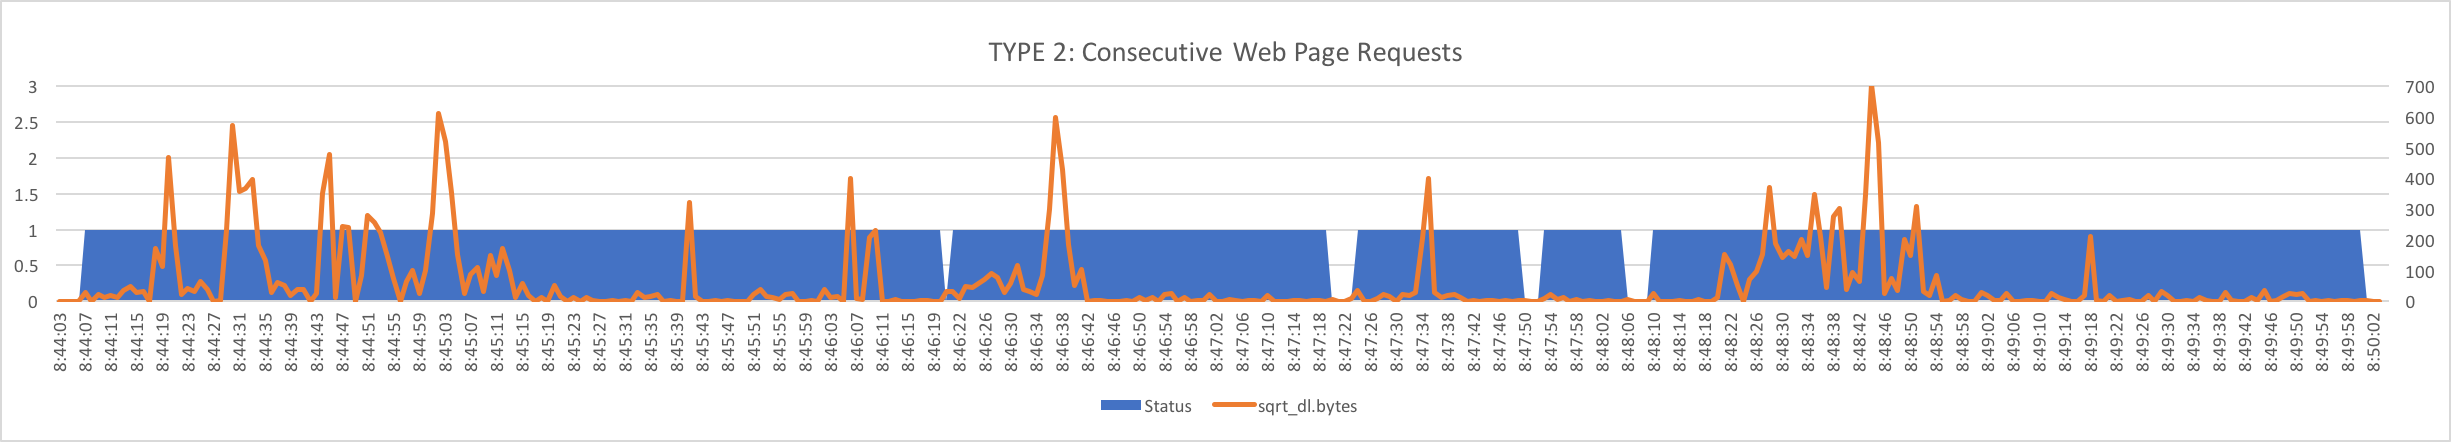 TYPE 2: Consecutive Web Page Requests
3 700
2.5 600
2 500
1.5 400
1 300
0.5 200
0 100
0
8:44:03 8:44:07 8:44:11 8:44:15 8:44:19 8:44:23 8:44:27 8:44:31 8:44:35 8:44:39 8:44:43 8:44:47 8:44:51 8:44:55 8:44:59 8:45:03 8:45:07 8:45:11 8:45:15 8:45:19 8:45:23 8:45:27 8:45:31 8:45:35 8:45:39 8:45:43 8:45:47 8:45:51 8:45:55 8:45:59 8:46:03 8:46:07 8:46:11 8:46:15 8:46:19 8:46:22 8:46:26 8:46:30 8:46:34 8:46:38 8:46:42 8:46:46 8:46:50 8:46:54 8:46:58 8:47:02 8:47:06 8:47:10 8:47:14 8:47:18 8:47:22 8:47:26 8:47:30 8:47:34 8:47:38 8:47:42 8:47:46 8:47:50 8:47:54 8:47:58 8:48:02 8:48:06 8:48:10 8:48:14 8:48:18 8:48:22 8:48:26 8:48:30 8:48:34 8:48:38 8:48:42 8:48:46 8:48:50 8:48:54 8:48:58 8:49:02 8:49:06 8:49:10 8:49:14 8:49:18 8:49:22 8:49:26 8:49:30 8:49:34 8:49:38 8:49:42 8:49:46 8:49:50 8:49:54 8:49:58 8:50:02
Status sqrt_dl.bytes